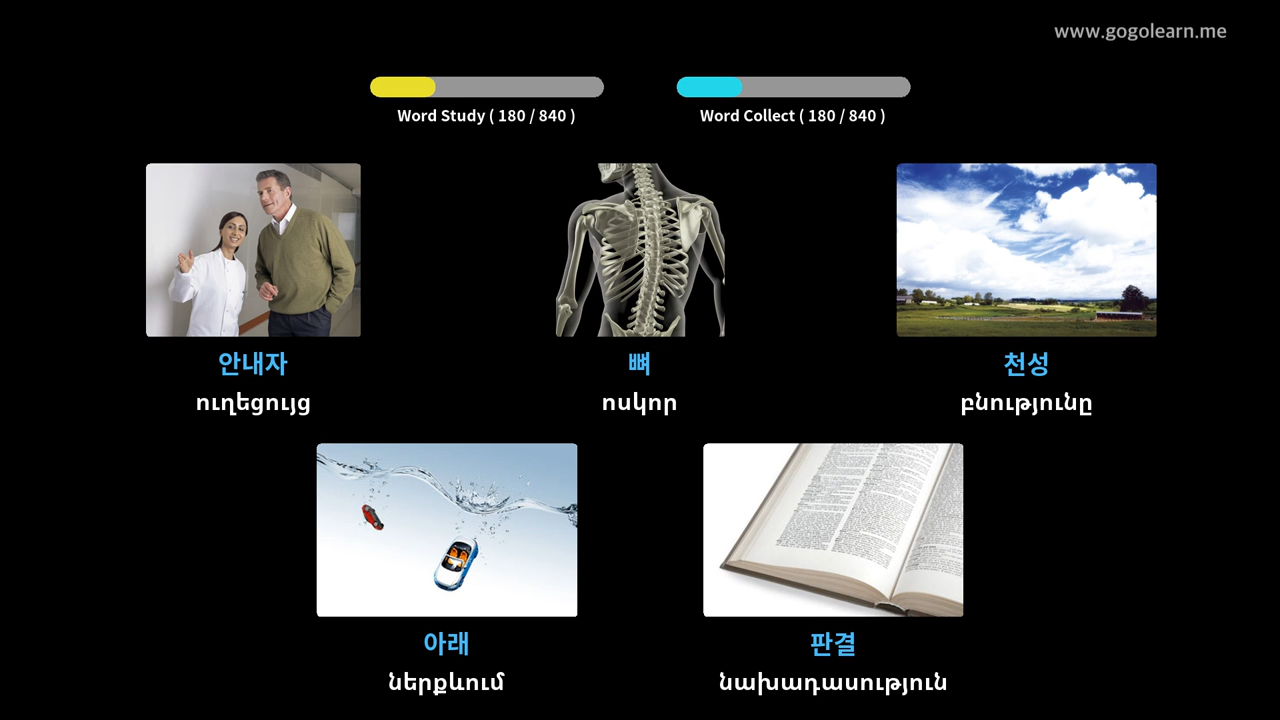 www.gogolearn.me
Word Study ( 180 / 840 )
Word Collect ( 180 / 840 )
안내자
ուղեցույց
뼈
ոսկոր
천성
բնությունը
아래
ներքևում
판결
նախադասություն